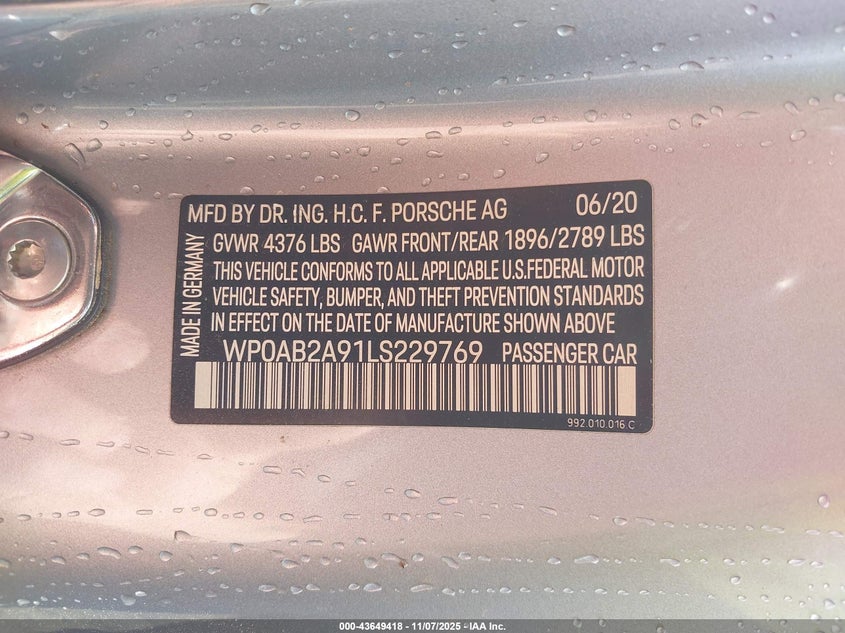 MFD BY DR. ING. H.C. F. PORSCHE AG 06/20
GVWR 4376 LBS GAWR FRONT/REAR 1896/2789 LBS
THIS VEHICLE CONFORMS TO ALL APPLICABLE U.S.FEDERAL MOTOR
VEHICLE SAFETY, BUMPER, AND THEFT PREVENTION STANDARDS
IN EFFECT ON THE DATE OF MANUFACTURE SHOWN ABOVE
WP0AB2A91LS229769 PASSENGER CAR
MADE IN GERMANY
992.010.016 C
000-43649418 - 11/07/2025 - IAA Inc.